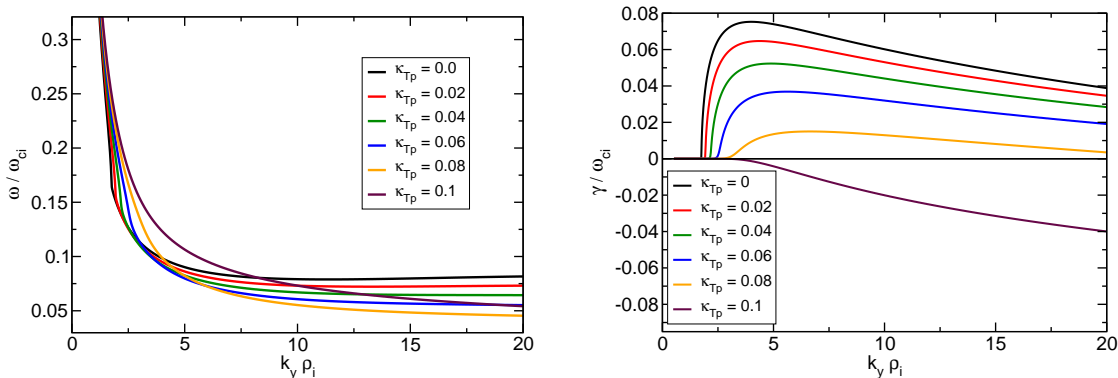 0.3
0.25
0.2
0.15
0.1
0.05
ω / ω_ci
κ_Tp = 0.0
κ_Tp = 0.02
κ_Tp = 0.04
κ_Tp = 0.06
κ_Tp = 0.08
κ_Tp = 0.1
0 5 10 15 20
k_y ρ_i
0.08
0.06
0.04
0.02
0
-0.02
-0.04
-0.06
-0.08
γ / ω_ci
κ_Tp = 0
κ_Tp = 0.02
κ_Tp = 0.04
κ_Tp = 0.06
κ_Tp = 0.08
κ_Tp = 0.1
0 5 10 15 20
k_y ρ_i